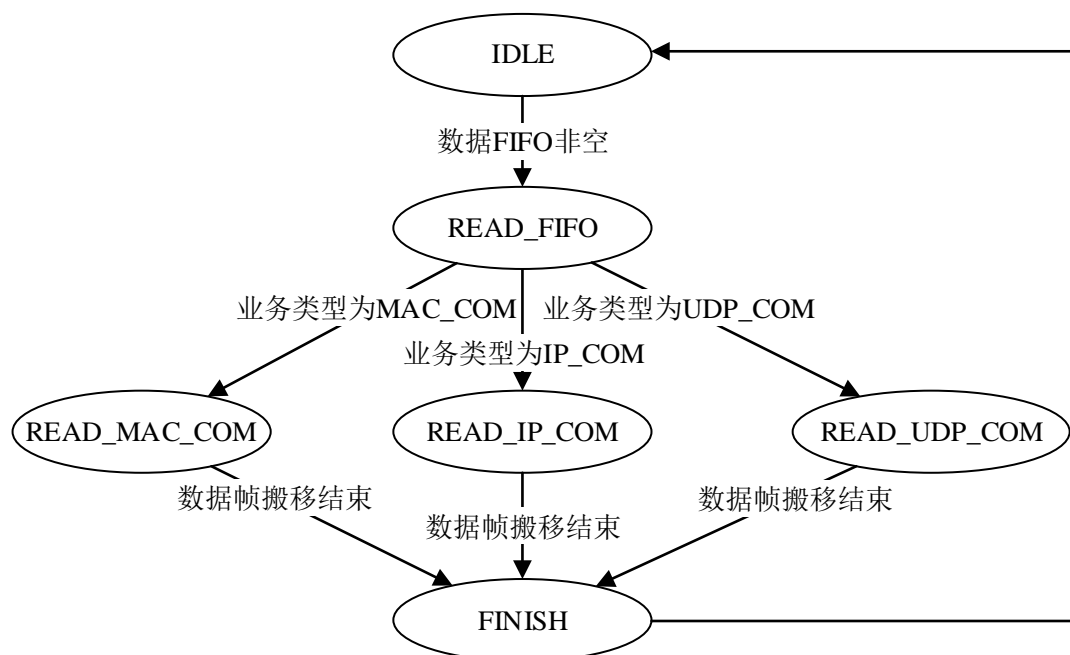 IDLE
数据FIFO非空
READ_FIFO
业务类型为MAC_COM
业务类型为UDP_COM
业务类型为IP_COM
READ_MAC_COM
READ_IP_COM
READ_UDP_COM
数据帧搬移结束
数据帧搬移结束
数据帧搬移结束
FINISH